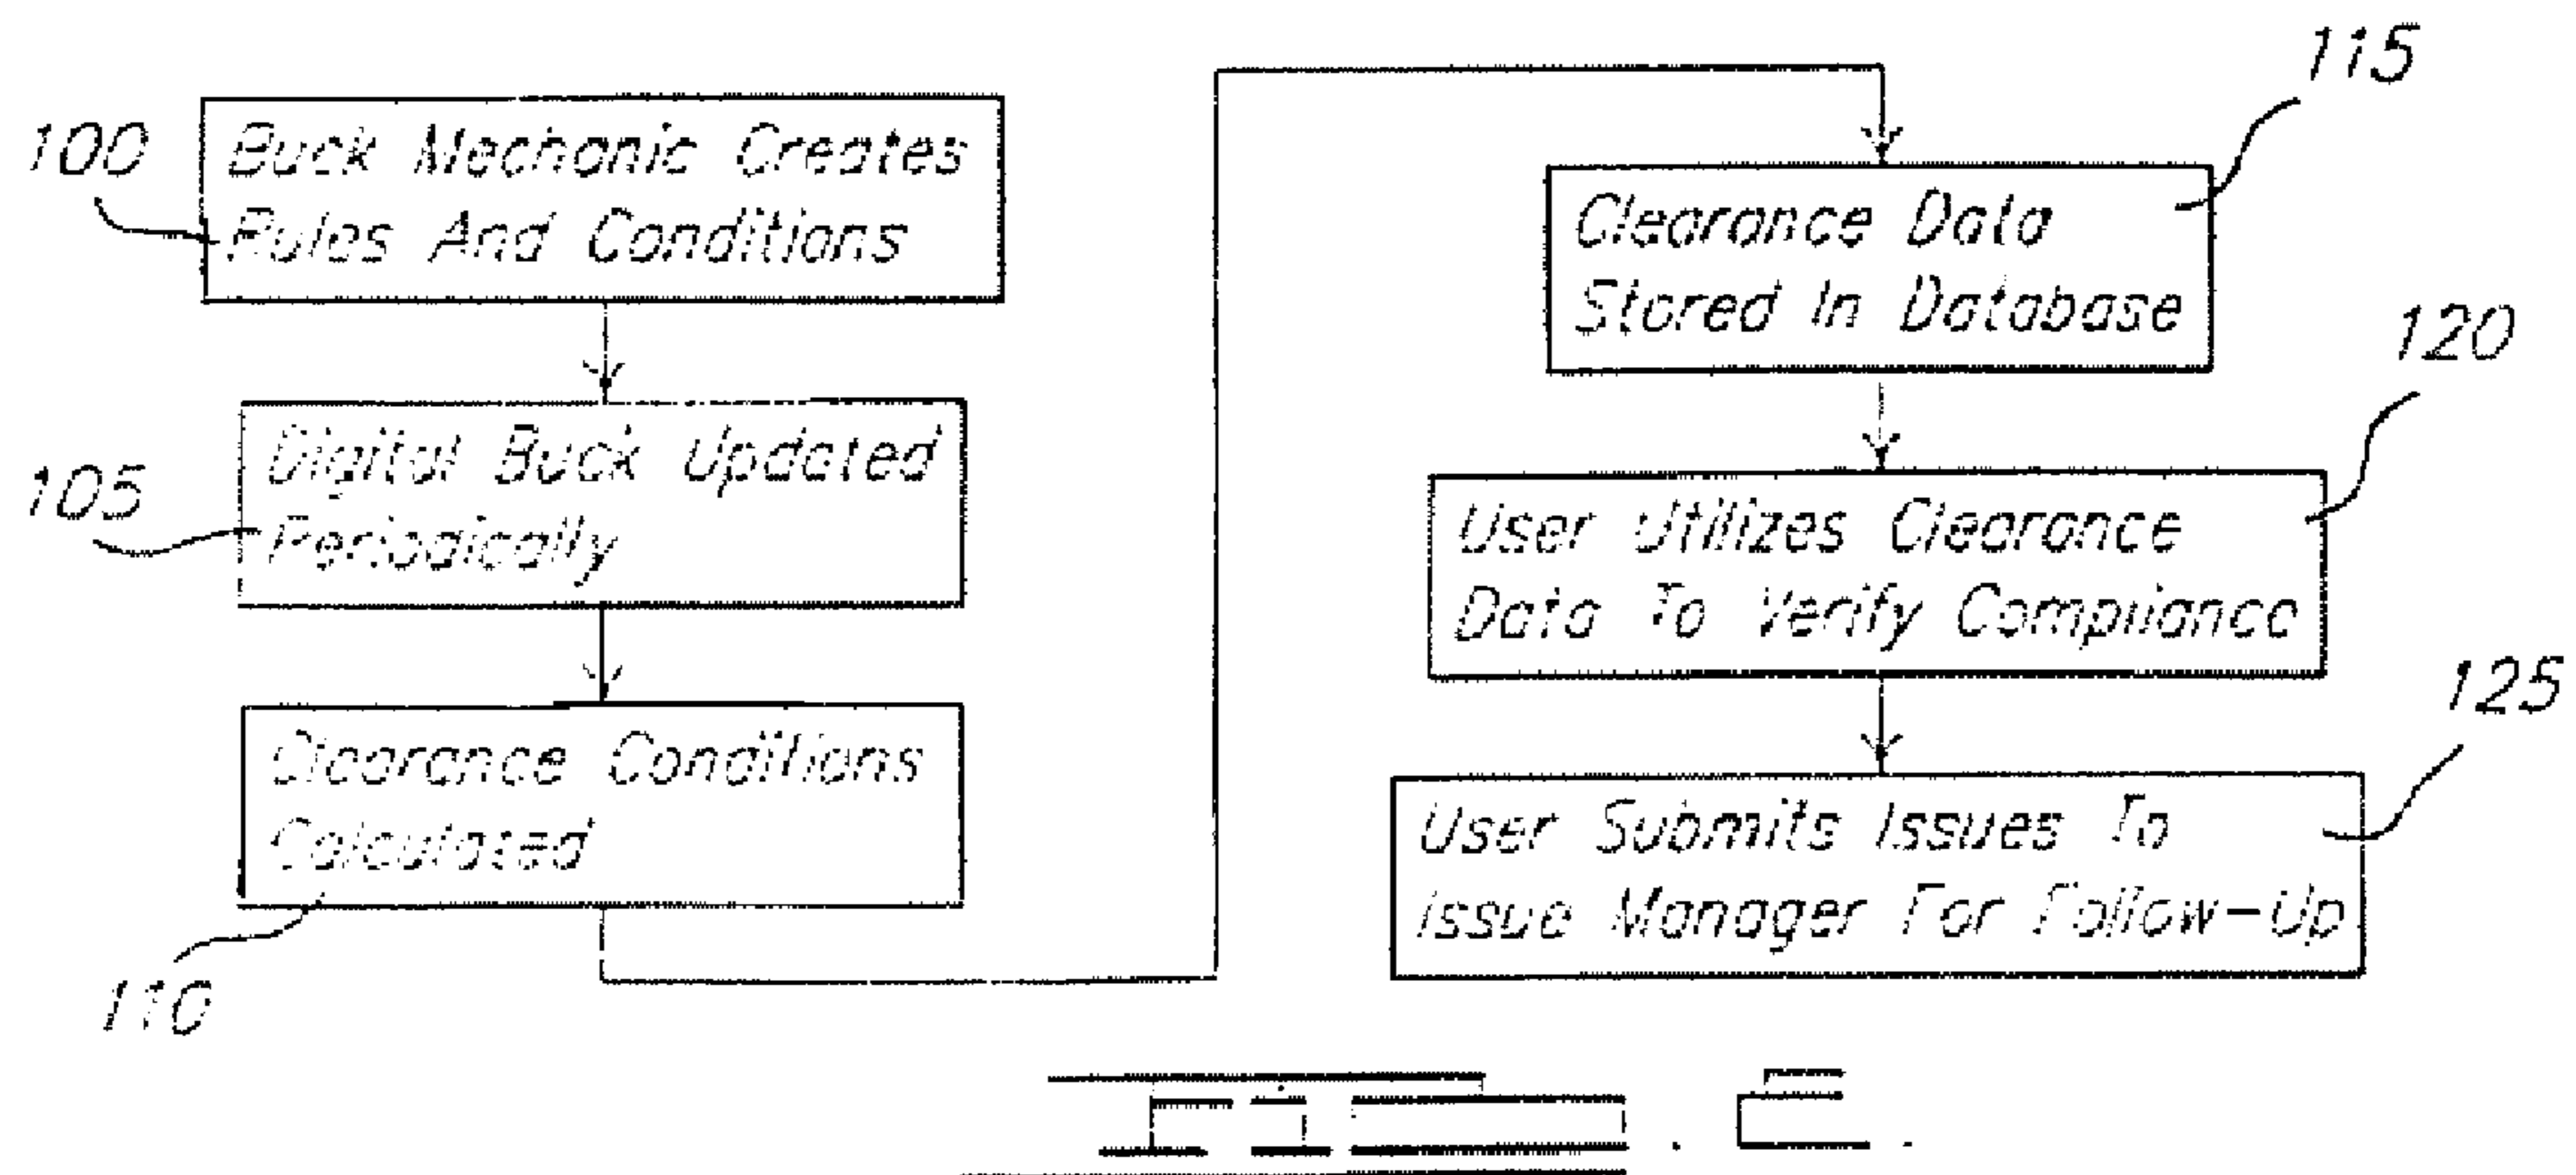 100
Buck Mechanic Creates
Rules And Conditions
105
Digital Buck Updated
Periodically
Clearance Conditions
Calculated
110
115
Clearance Data
Stored In Database
120
User Utilizes Clearance
Data To Verify Compliance
125
User Submits Issues To
Issue Manager For Follow-Up